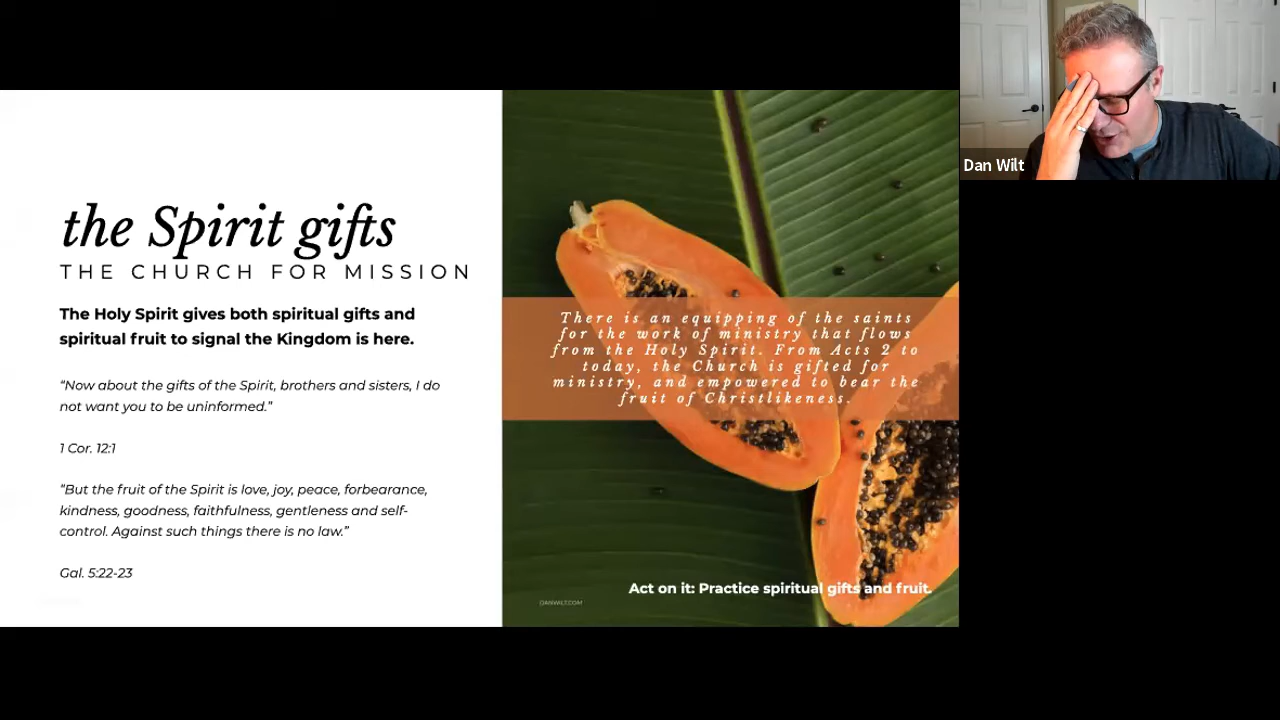 the Spirit gifts
THE CHURCH FOR MISSION
The Holy Spirit gives both spiritual gifts and
spiritual fruit to signal the Kingdom is here.
“Now about the gifts of the Spirit, brothers and sisters, I do
not want you to be uninformed.”
1 Cor. 12:1
“But the fruit of the Spirit is love, joy, peace, forbearance,
kindness, goodness, faithfulness, gentleness and self-
control. Against such things there is no law.”
Gal. 5:22-23
There is an equipping of the saints
for the work of ministry that flows
from the Holy Spirit. From Acts 2 to
today, the Church is gifted for
ministry, and empowered to bear the
fruit of Christlikeness.
Act on it: Practice spiritual gifts and fruit.
DANWILT.COM
Dan Wilt